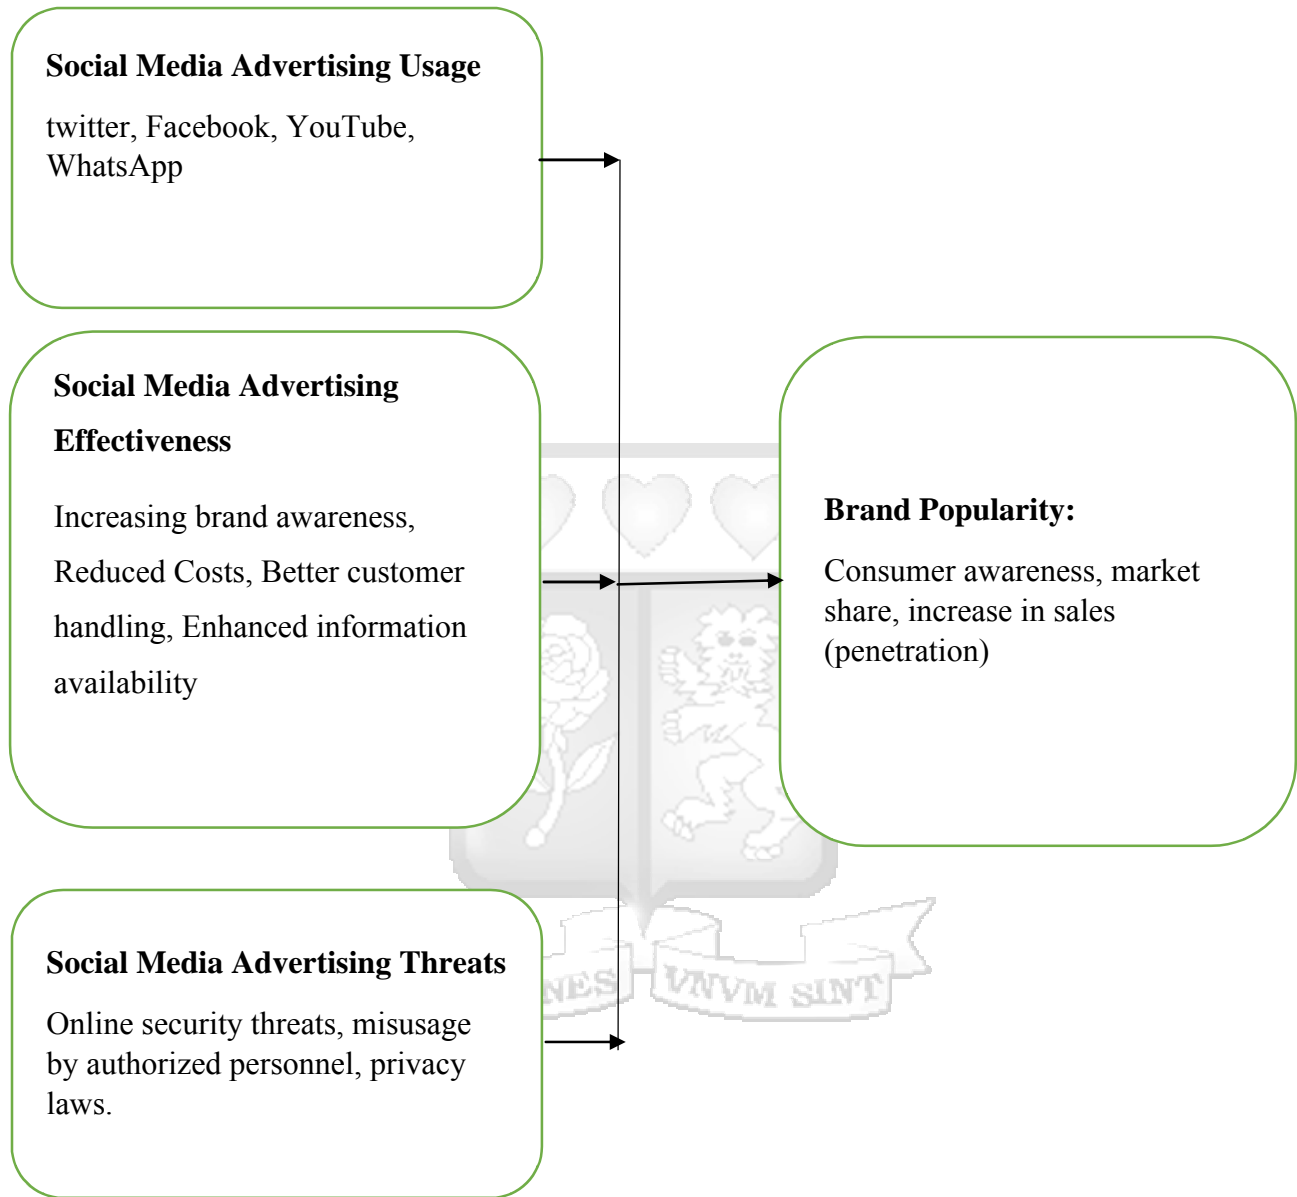 Social Media Advertising Usage
twitter, Facebook, YouTube,
WhatsApp
Social Media Advertising
Effectiveness
Increasing brand awareness,
Reduced Costs, Better customer
handling, Enhanced information
availability
Brand Popularity:
Consumer awareness, market
share, increase in sales
(penetration)
Social Media Advertising Threats
Online security threats, misusage
by authorized personnel, privacy
laws.
VNVM SINT